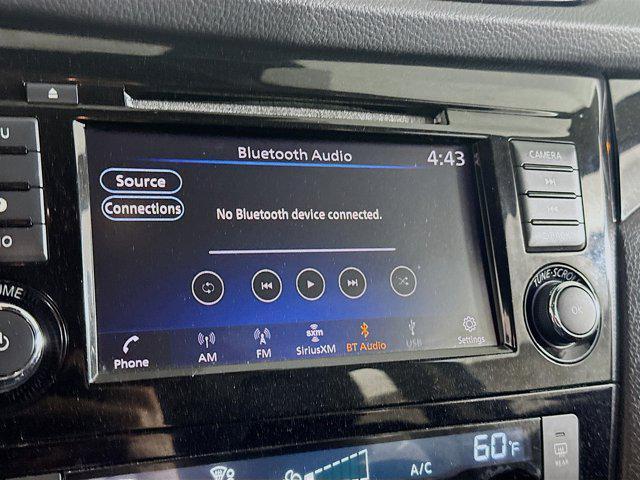 Bluetooth Audio
4:43
CAMERA
Source
Connections
No Bluetooth device connected.
TUNE·SCROLL
OK
Phone
AM
FM
sxm
SiriusXM
BT Audio
USB
Settings
60°F
A/C
REAR